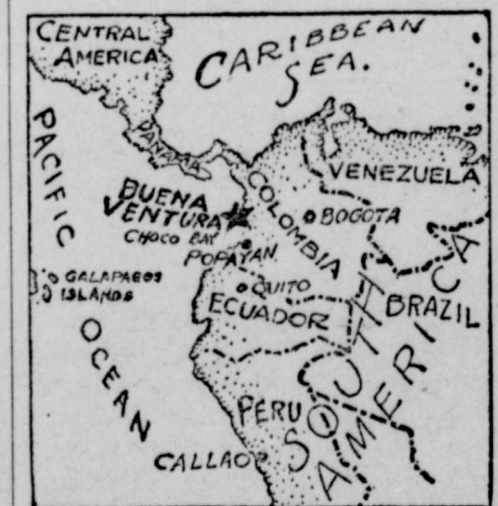 CENTRAL
AMERICA
CARIBBEAN
SEA.
PACIFIC
OCEAN
PANAMA
VENEZUELA
BUENA
VENTURA
CHOCO BAY
COLOMBIA
BOGOTA
POPAYAN
GALAPAGOS
ISLANDS
QUITO
ECUADOR
BRAZIL
SOUTH
AMERICA
PERU
CALLAO